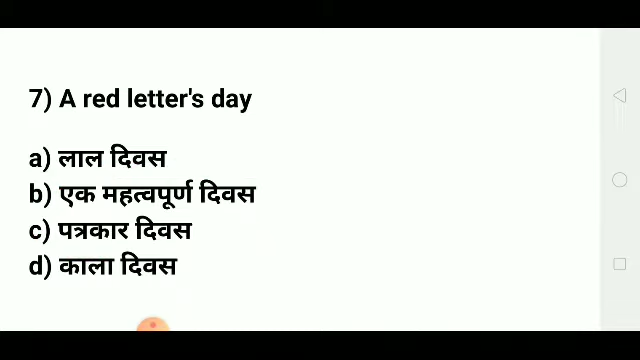 7) A red letter's day
a) लाल दिवस
b) एक महत्वपूर्ण दिवस
c) पत्रकार दिवस
d) काला दिवस